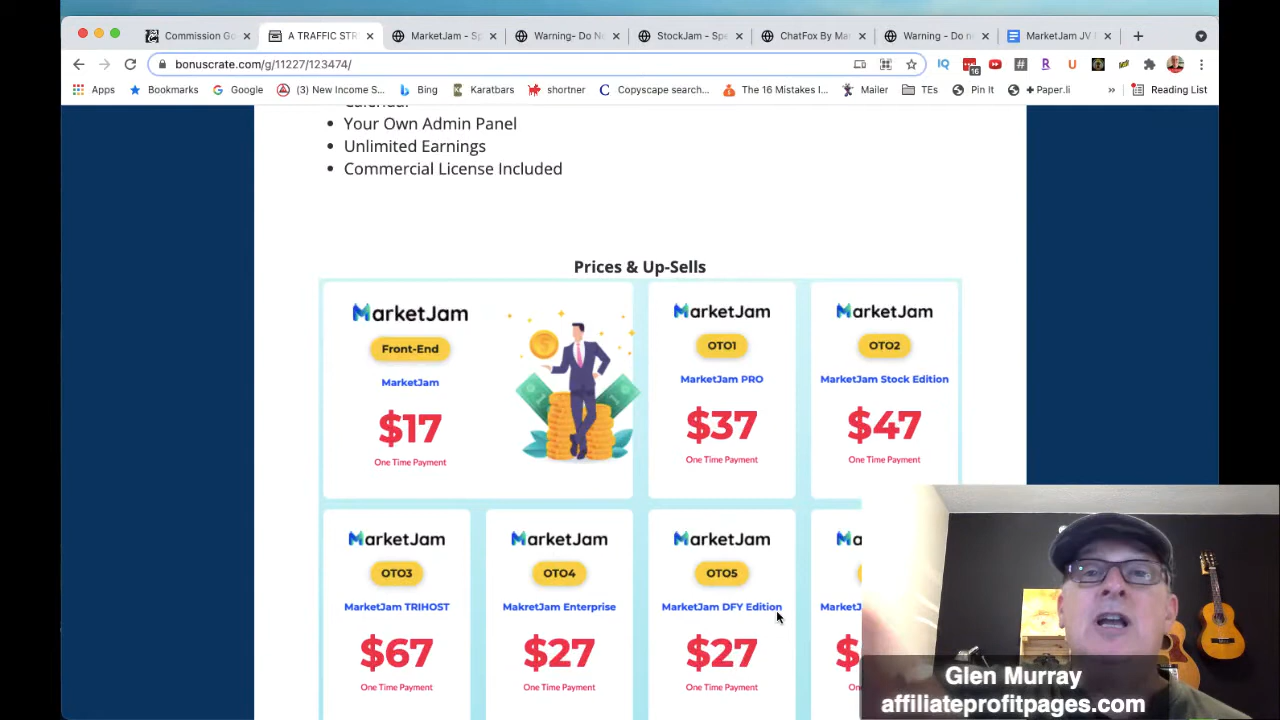 Commission Go
A TRAFFIC STR
MarketJam - Sp
Warning- Do No
StockJam - Spe
ChatFox By Mar
Warning - Do n
MarketJam JV
bonuscrate.com/g/11227/123474/
16
Apps
Bookmarks
Google
(3) New Income S...
Bing
Karatbars
shortner
Copyscape search...
The 16 Mistakes I...
Mailer
TEs
Pin It
+ Paper.li
»
Reading List
Calendar
• Your Own Admin Panel
• Unlimited Earnings
• Commercial License Included
Prices & Up-Sells
MarketJam
Front-End
MarketJam
$17
One Time Payment
MarketJam
OTO1
MarketJam PRO
$37
One Time Payment
MarketJam
OTO2
MarketJam Stock Edition
$47
One Time Payment
MarketJam
OTO3
MarketJam TRIHOST
$67
One Time Payment
MarketJam
OTO4
MakretJam Enterprise
$27
One Time Payment
MarketJam
OTO5
MarketJam DFY Edition
$27
One Time Payment
Glen Murray
affiliateprofitpages.com